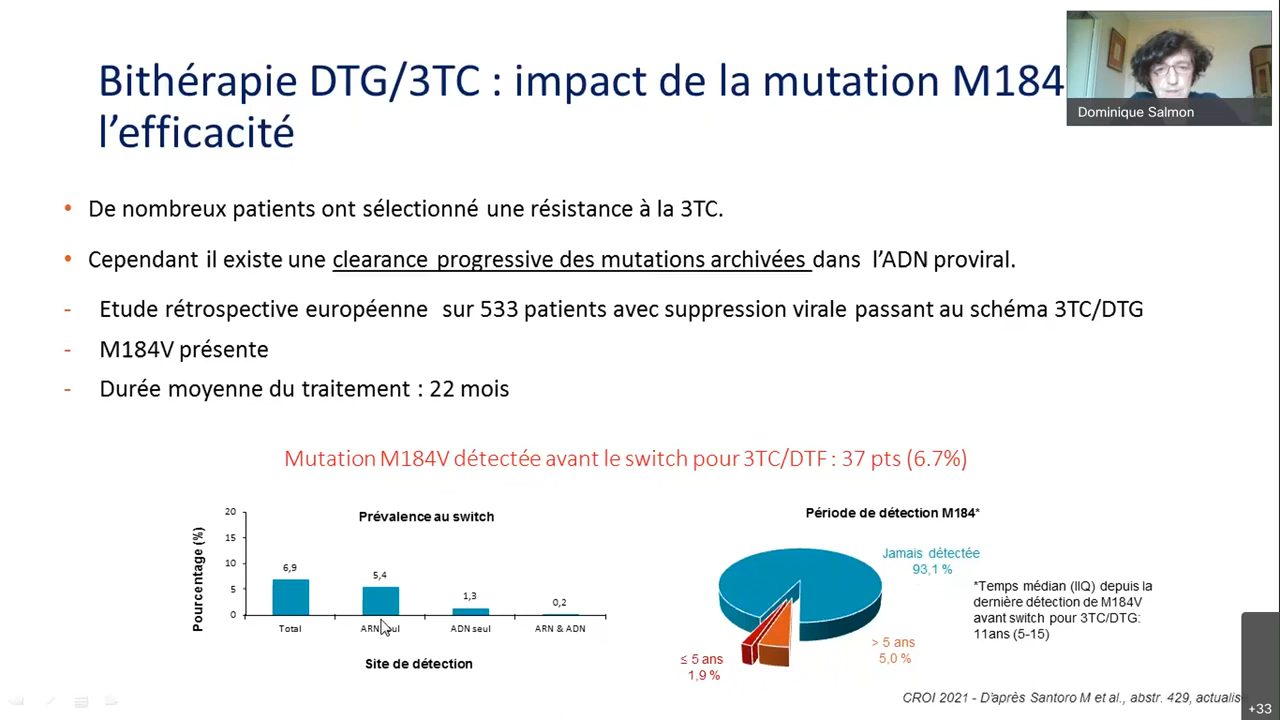 Bithérapie DTG/3TC : impact de la mutation M184
l’efficacité
Dominique Salmon
• De nombreux patients ont sélectionné une résistance à la 3TC.
• Cependant il existe une clearance progressive des mutations archivées dans l’ADN proviral.
- Etude rétrospective européenne sur 533 patients avec suppression virale passant au schéma 3TC/DTG
- M184V présente
- Durée moyenne du traitement : 22 mois
Mutation M184V détectée avant le switch pour 3TC/DTF : 37 pts (6.7%)
Prévalence au switch
Pourcentage (%)
20
15
10
5
0
6,9
5,4
1,3
0,2
Total
ADN seul
ARN & ADN
Site de détection
Période de détection M184*
Jamais détectée
93,1 %
> 5 ans
5,0 %
≤ 5 ans
1,9 %
*Temps médian (IIQ) depuis la
dernière détection de M184V
avant switch pour 3TC/DTG:
11ans (5-15)
CROI 2021 - D’après Santoro M et al., abstr. 429, actualisé
+33